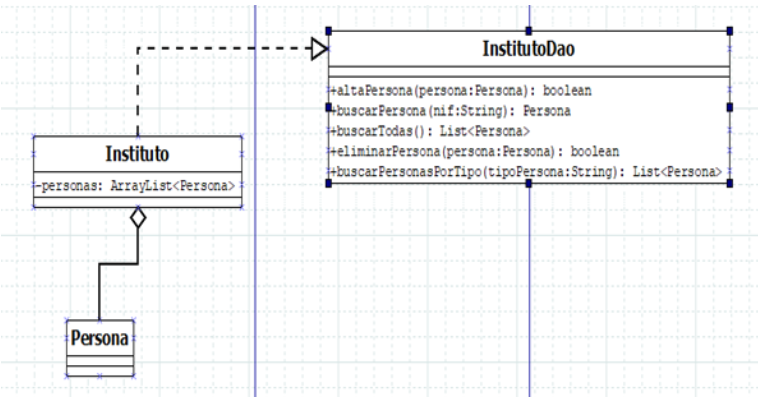 InstitutoDao
+altaPersona(persona:Persona): boolean
+buscarPersona(nif:String): Persona
+buscarTodas(): List<Persona>
+eliminarPersona(persona:Persona): boolean
+buscarPersonasPorTipo(tipoPersona:String): List<Persona>
Instituto
-personas: ArrayList<Persona>
Persona